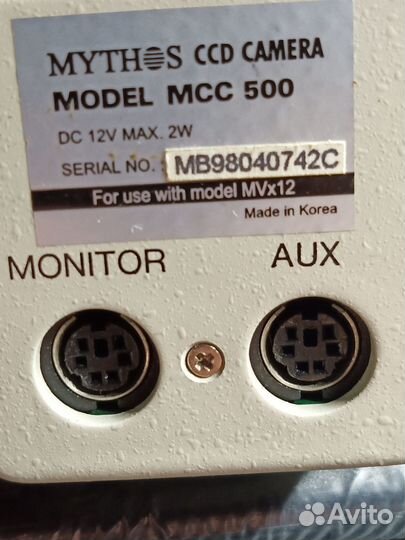 MYTHOS CCD CAMERA
MODEL MCC 500
DC 12V MAX. 2W
SERIAL NO. : MB98040742C
For use with model MVx12
Made in Korea
MONITOR AUX
Avito